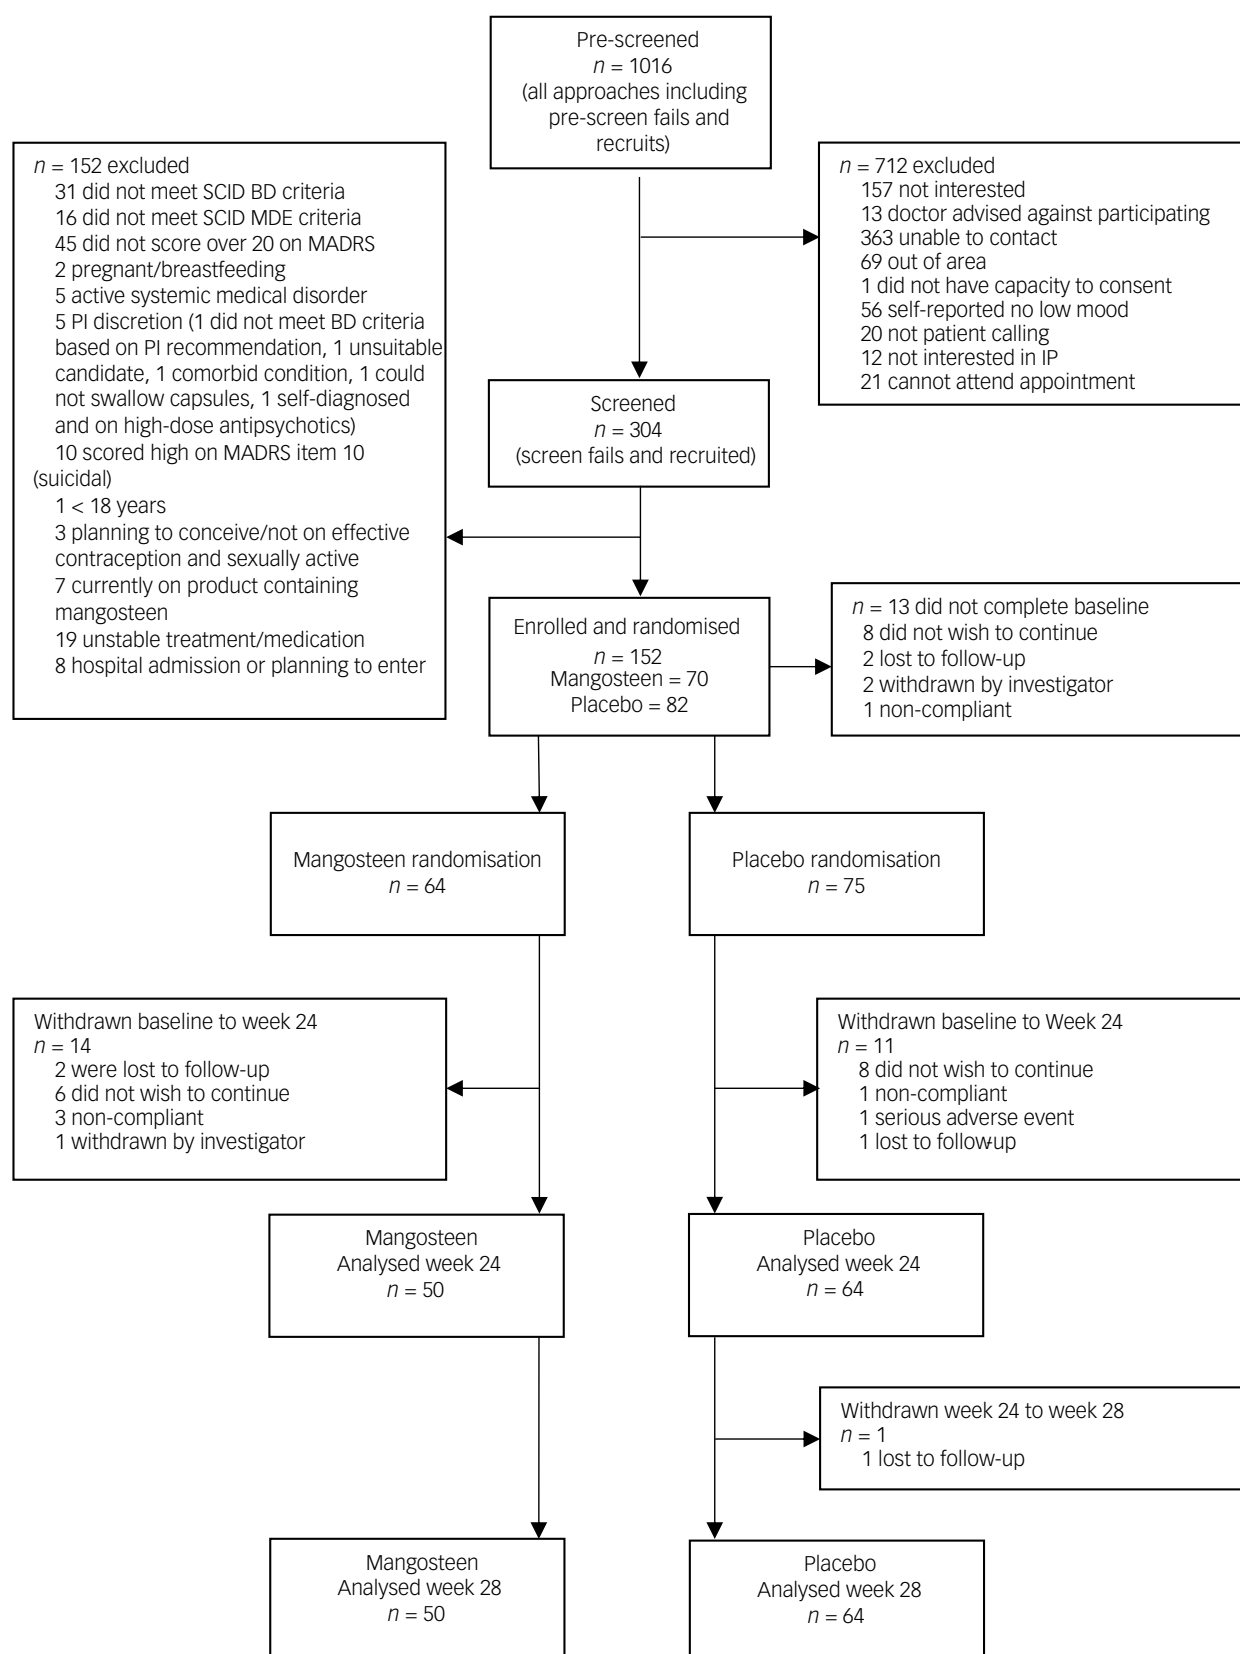 Pre-screened
n = 1016
(all approaches including
pre-screen fails and
recruits)
n = 712 excluded
157 not interested
13 doctor advised against participating
363 unable to contact
69 out of area
1 did not have capacity to consent
56 self-reported no low mood
20 not patient calling
12 not interested in IP
21 cannot attend appointment
Screened
n = 304
(screen fails and recruited)
n = 152 excluded
31 did not meet SCID BD criteria
16 did not meet SCID MDE criteria
45 did not score over 20 on MADRS
2 pregnant/breastfeeding
5 active systemic medical disorder
5 PI discretion (1 did not meet BD criteria
based on PI recommendation, 1 unsuitable
candidate, 1 comorbid condition, 1 could
not swallow capsules, 1 self-diagnosed
and on high-dose antipsychotics)
10 scored high on MADRS item 10
(suicidal)
1 < 18 years
3 planning to conceive/not on effective
contraception and sexually active
7 currently on product containing
mangosteen
19 unstable treatment/medication
8 hospital admission or planning to enter
Enrolled and randomised
n = 152
Mangosteen = 70
Placebo = 82
n = 13 did not complete baseline
8 did not wish to continue
2 lost to follow-up
2 withdrawn by investigator
1 non-compliant
Mangosteen randomisation
n = 64
Placebo randomisation
n = 75
Withdrawn baseline to week 24
n = 14
2 were lost to follow-up
6 did not wish to continue
3 non-compliant
1 withdrawn by investigator
Withdrawn baseline to Week 24
n = 11
8 did not wish to continue
1 non-compliant
1 serious adverse event
1 lost to follow-up
Mangosteen
Analysed week 24
n = 50
Placebo
Analysed week 24
n = 64
Withdrawn week 24 to week 28
n = 1
1 lost to follow-up
Mangosteen
Analysed week 28
n = 50
Placebo
Analysed week 28
n = 64